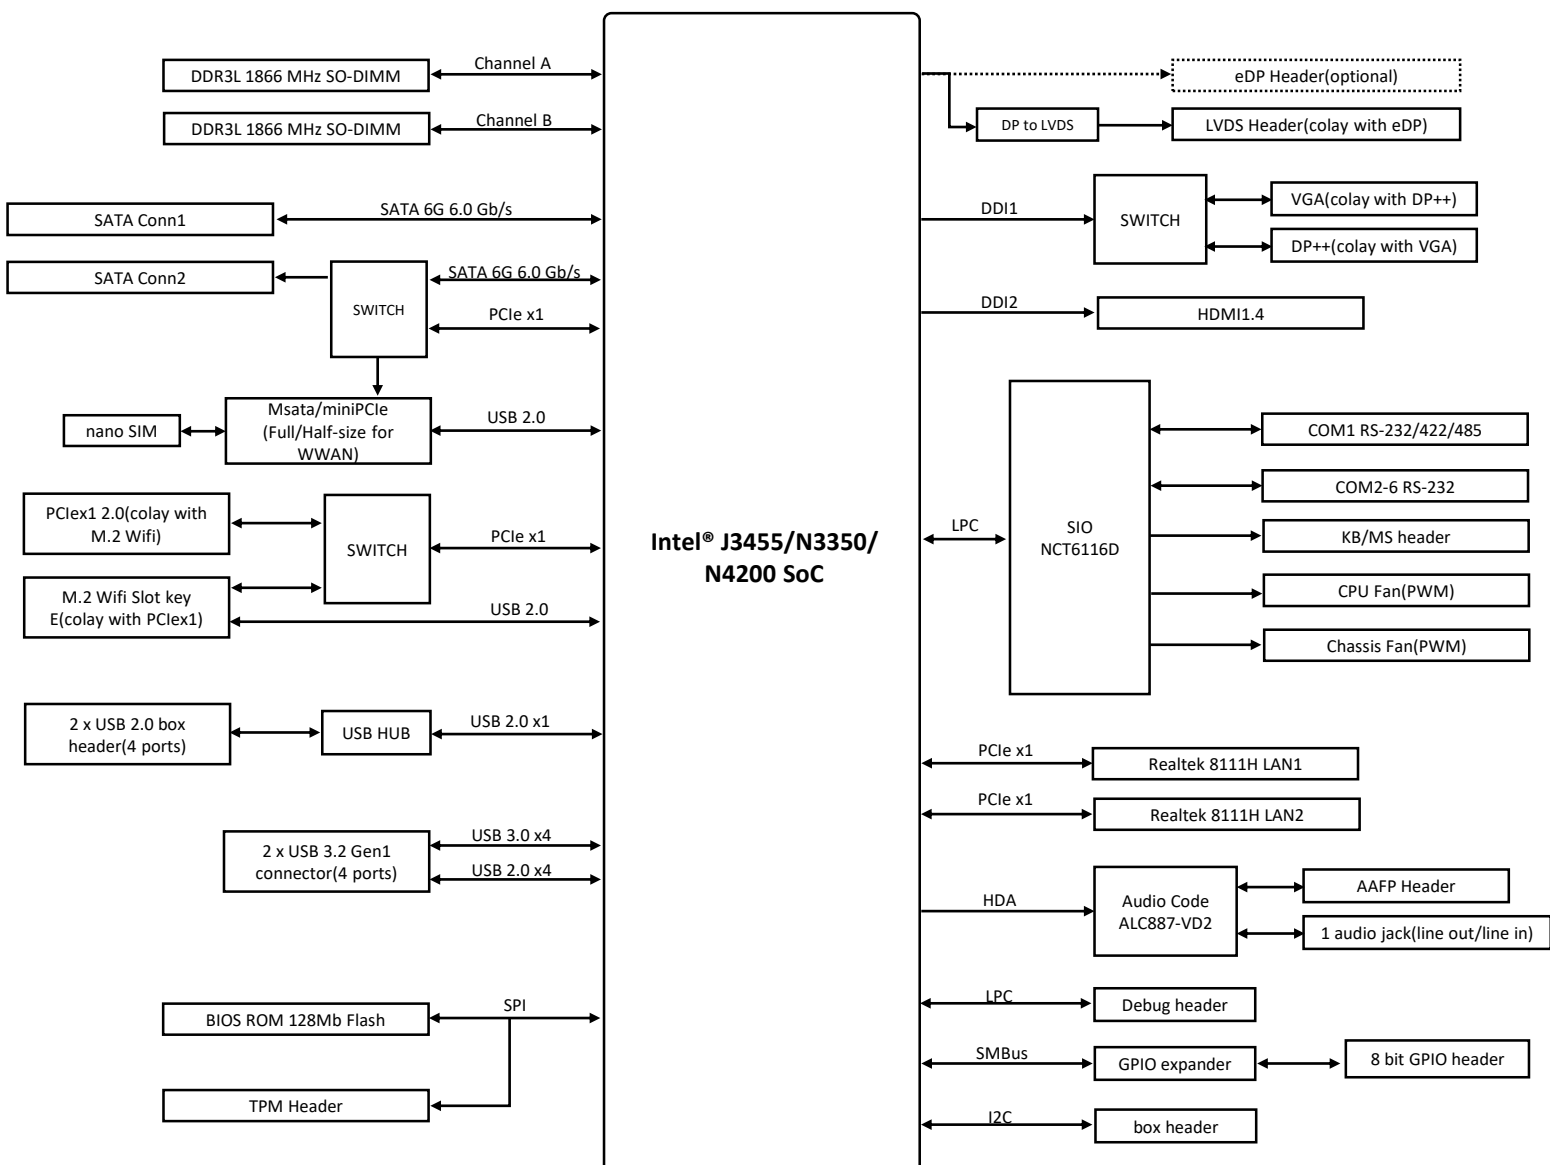 DDR3L 1866 MHz SO-DIMM
Channel A
DDR3L 1866 MHz SO-DIMM
Channel B
SATA Conn1
SATA 6G 6.0 Gb/s
SATA Conn2
SATA 6G 6.0 Gb/s
SWITCH
PCIe x1
nano SIM
Msata/miniPCIe
(Full/Half-size for
WWAN)
USB 2.0
PCIex1 2.0(colay with
M.2 Wifi)
SWITCH
PCIe x1
M.2 Wifi Slot key
E(colay with PCIex1)
USB 2.0
2 x USB 2.0 box
header(4 ports)
USB HUB
USB 2.0 x1
2 x USB 3.2 Gen1
connector(4 ports)
USB 3.0 x4
USB 2.0 x4
BIOS ROM 128Mb Flash
SPI
TPM Header
Intel® J3455/N3350/
N4200 SoC
eDP Header(optional)
DP to LVDS
LVDS Header(colay with eDP)
DDI1
SWITCH
VGA(colay with DP++)
DP++(colay with VGA)
DDI2
HDMI1.4
LPC
SIO
NCT6116D
COM1 RS-232/422/485
COM2-6 RS-232
KB/MS header
CPU Fan(PWM)
Chassis Fan(PWM)
PCIe x1
Realtek 8111H LAN1
PCIe x1
Realtek 8111H LAN2
HDA
Audio Code
ALC887-VD2
AAFP Header
1 audio jack(line out/line in)
LPC
Debug header
SMBus
GPIO expander
8 bit GPIO header
I2C
box header